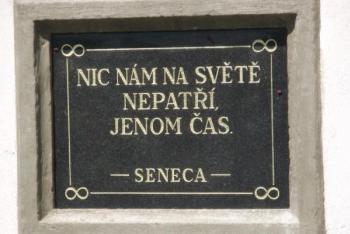 NIC NÁM NA SVĚTĚ
NEPATŘÍ,
JENOM ČAS.
— SENECA —